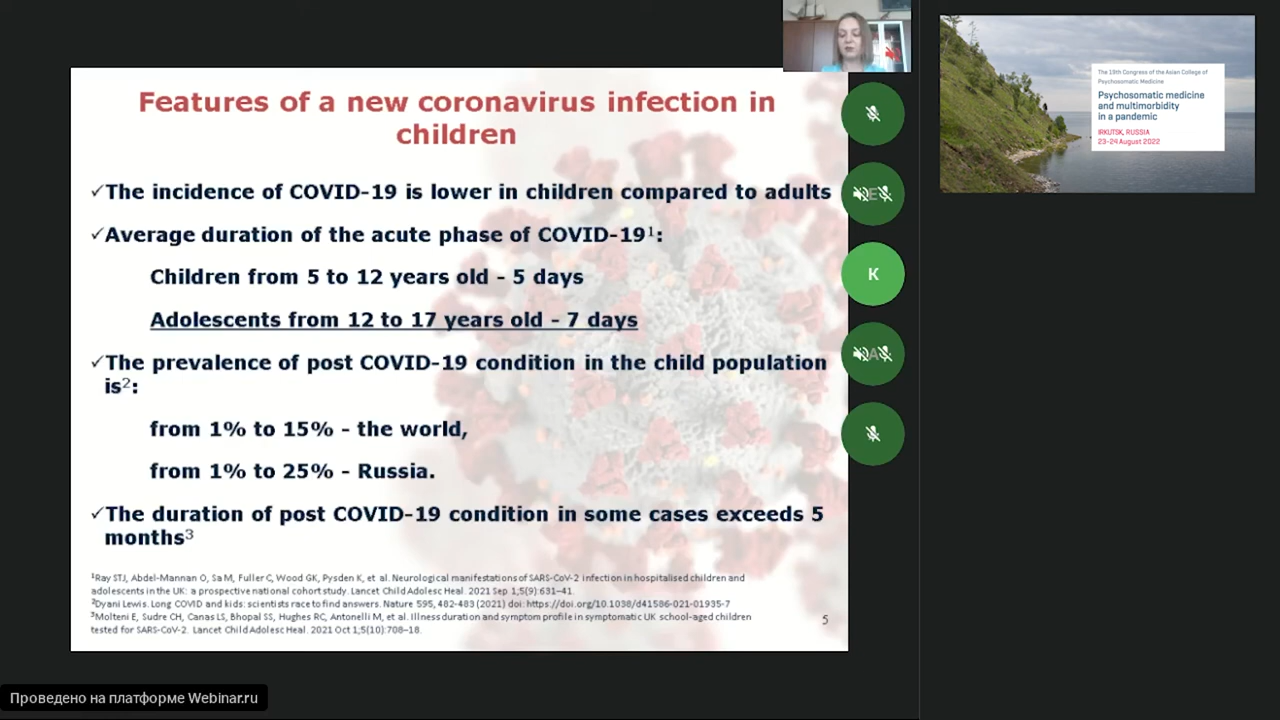 Features of a new coronavirus infection in
children
✓The incidence of COVID-19 is lower in children compared to adults
✓Average duration of the acute phase of COVID-19¹:
Children from 5 to 12 years old - 5 days
Adolescents from 12 to 17 years old - 7 days
✓The prevalence of post COVID-19 condition in the child population
is²:
from 1% to 15% - the world,
from 1% to 25% - Russia.
✓The duration of post COVID-19 condition in some cases exceeds 5
months³
¹Ray STJ, Abdel-Mannan O, Sa M, Fuller C, Wood GK, Pysden K, et al. Neurological manifestations of SARS-CoV-2 infection in hospitalised children and
adolescents in the UK: a prospective national cohort study. Lancet Child Adolesc Heal. 2021 Sep 1;5(9):631–41.
²Dyani Lewis. Long COVID and kids: scientists race to find answers. Nature 595, 482-483 (2021) doi: https://doi.org/10.1038/d41586-021-01935-7
³Molteni E, Sudre CH, Canas LS, Bhopal SS, Hughes RC, Antonelli M, et al. Illness duration and symptom profile in symptomatic UK school-aged children
tested for SARS-CoV-2. Lancet Child Adolesc Heal. 2021 Oct 1;5(10):708–18.
5
E
K
A
The 19th Congress of the Asian College of
Psychosomatic Medicine
Psychosomatic medicine
and multimorbidity
in a pandemic
IRKUTSK, RUSSIA
23-24 August 2022
Проведено на платформе Webinar.ru